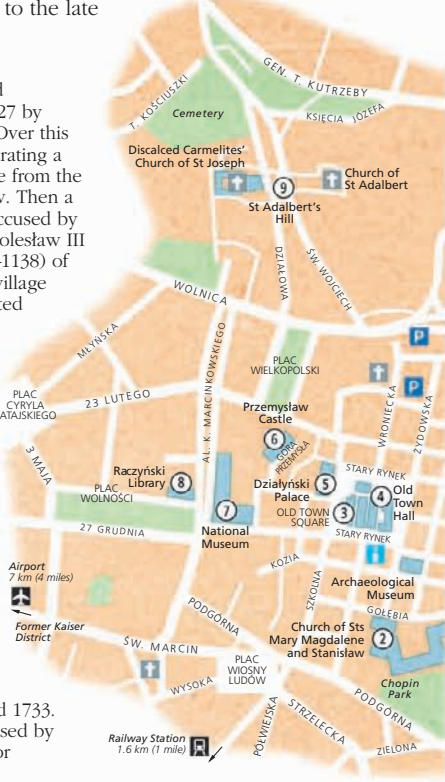 to the late
d
27 by
Over this
rating a
e from the
v. Then a
ccused by
olesław III
-1138) of
village
ted
GEN. T. KUTRZEBY
T. KOŚCIUSZKI
Cemetery
KSIĘCIA JÓZEFA
Discalced Carmelites'
Church of St Joseph
9
Church of
St Adalbert
St Adalbert's
Hill
DZIAŁOWA
ŚW. WOJCIECH
WOLNICA
P
MŁYŃSKA
AL. K. MARCINKOWSKIEGO
PLAC
WIELKOPOLSKI
P
WRONIECKA
ŻYDOWSKA
PLAC
CYRYLA
ATAJSKIEGO
23 LUTEGO
Przemysław
Castle
6
GÓRA
PRZEMYSŁA
3 MAJA
Raczyński
Library
8
STARY RYNEK
Działyński
Palace
5
4
Old
Town
Hall
PLAC
WOLNOŚCI
7
OLD TOWN
SQUARE
3
27 GRUDNIA
National
Museum
STARY RYNEK
i
KOZIA
Airport
7 km (4 miles)
SZKOLNA
Archaeological
Museum
GOŁĘBIA
Former Kaiser
District
PODGÓRNA
Church of Sts
Mary Magdalene
and Stanisław
2
ŚW. MARCIN
PLAC
WIOSNY
LUDÓW
WYSOKA
Chopin
Park
PODGÓRNA
d 1733.
sed by
or
Railway Station
1.6 km (1 mile)
PÓŁWIEJSKA
STRZELECKA
ZIELONA